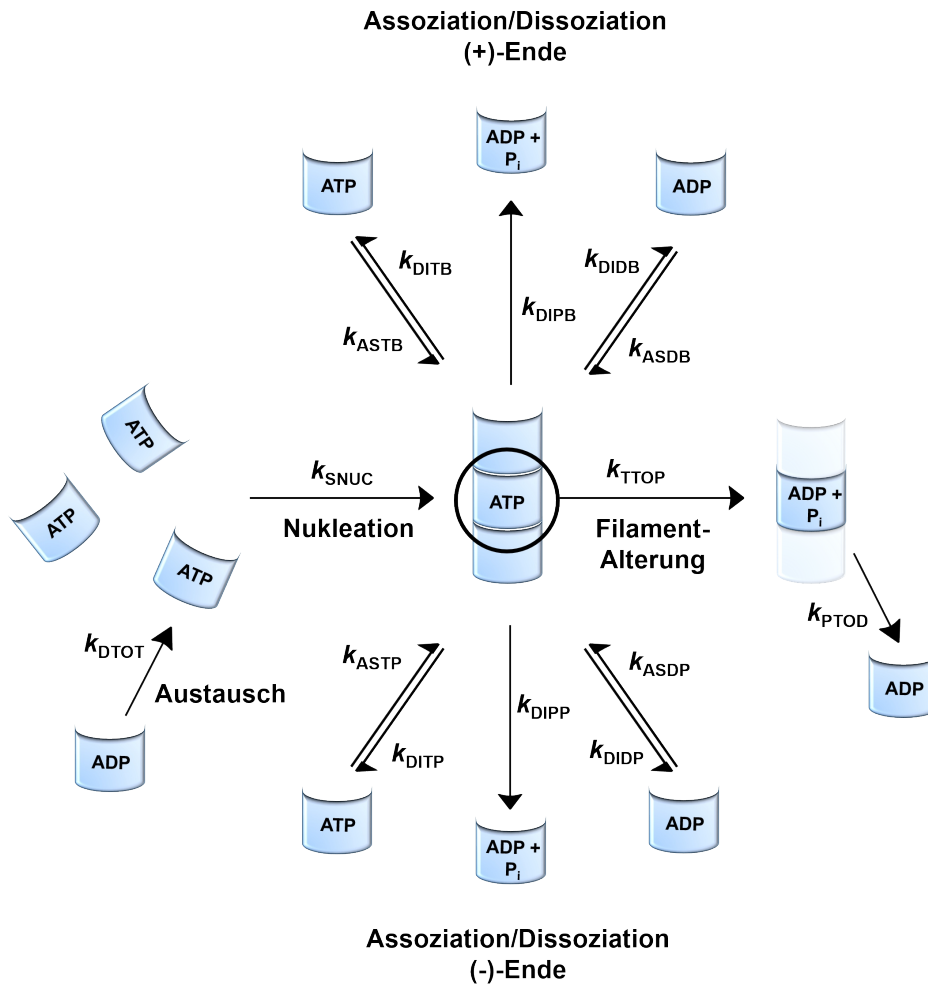 Assoziation/Dissoziation
(+)-Ende
ADP +
Pi
ATP
ADP
kDITB
kDIDB
kDIPB
kASTB
kASDB
ATP
kSNUC
kTTOP
ATP
ATP
ADP +
Pi
Nukleation
Filament-
Alterung
ATP
kPTOD
kDTOT
kASTP
kASDP
Austausch
ADP
kDIPP
kDITP
kDIDP
ADP
ATP
ADP
ADP +
Pi
Assoziation/Dissoziation
(-)-Ende